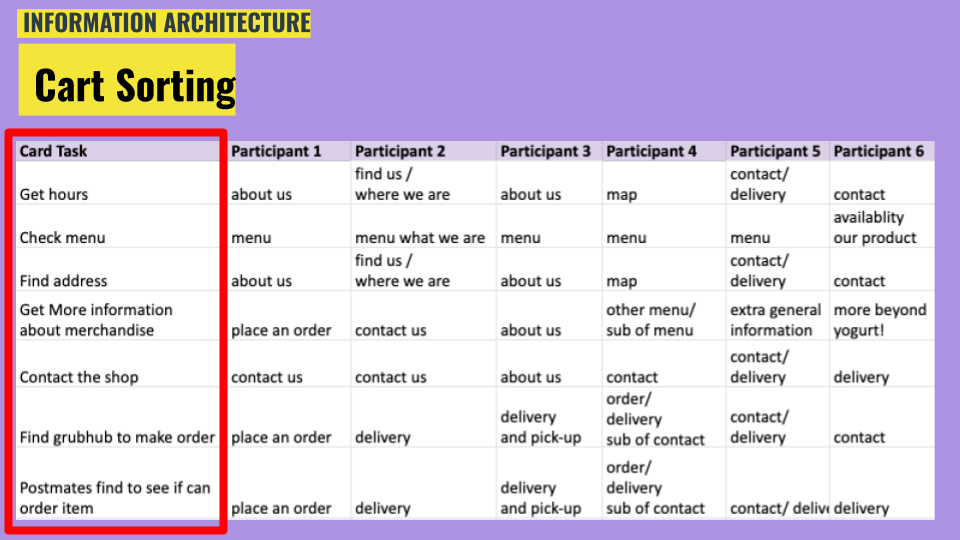 INFORMATION ARCHITECTURE
Cart Sorting
Card Task Participant 1 Participant 2 Participant 3 Participant 4 Participant 5 Participant 6
Get hours about us find us / where we are about us map contact/ delivery contact
Check menu menu menu what we are menu menu menu availablity our product
Find address about us find us / where we are about us map contact/ delivery contact
Get More information about merchandise place an order contact us about us other menu/ sub of menu extra general information more beyond yogurt!
Contact the shop contact us contact us about us contact contact/ delivery delivery
Find grubhub to make order place an order delivery delivery and pick-up order/ delivery sub of contact contact/ delivery contact
Postmates find to see if can order item place an order delivery delivery and pick-up order/ delivery sub of contact contact/ delive delivery